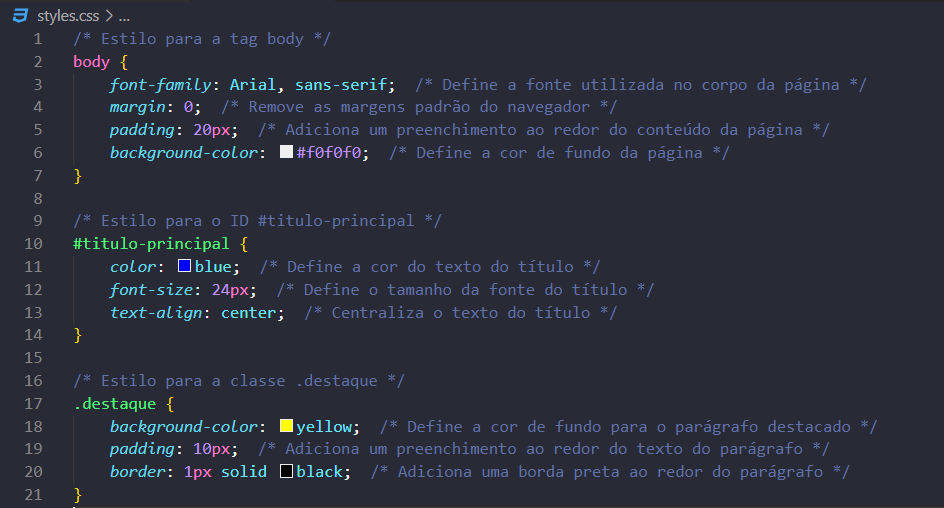 styles.css > ...
1 /* Estilo para a tag body */
2 body {
3 font-family: Arial, sans-serif; /* Define a fonte utilizada no corpo da página */
4 margin: 0; /* Remove as margens padrão do navegador */
5 padding: 20px; /* Adiciona um preenchimento ao redor do conteúdo da página */
6 background-color: #f0f0f0; /* Define a cor de fundo da página */
7 }
8
9 /* Estilo para o ID #titulo-principal */
10 #titulo-principal {
11 color: blue; /* Define a cor do texto do título */
12 font-size: 24px; /* Define o tamanho da fonte do título */
13 text-align: center; /* Centraliza o texto do título */
14 }
15
16 /* Estilo para a classe .destaque */
17 .destaque {
18 background-color: yellow; /* Define a cor de fundo para o parágrafo destacado */
19 padding: 10px; /* Adiciona um preenchimento ao redor do texto do parágrafo */
20 border: 1px solid black; /* Adiciona uma borda preta ao redor do parágrafo */
21 }